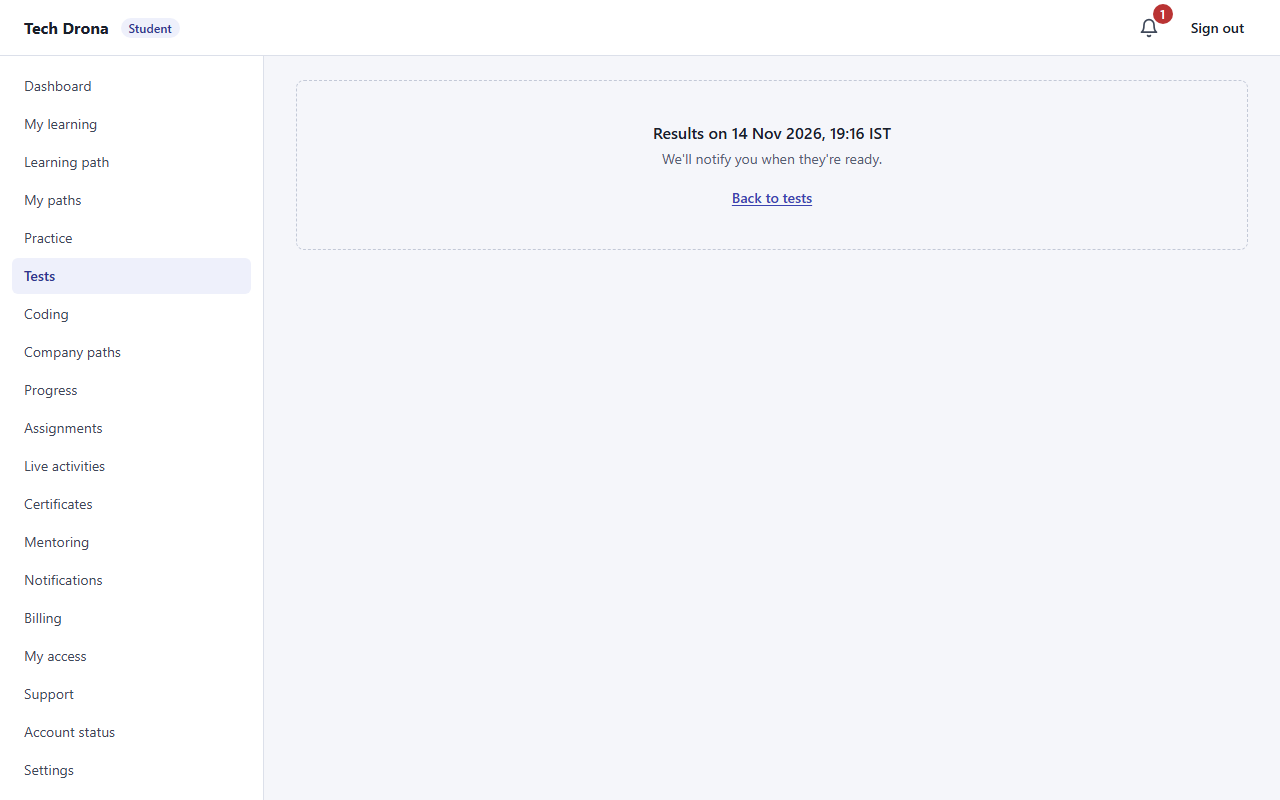 Tech Drona
Student
1
Sign out
Dashboard
My learning
Learning path
My paths
Practice
Tests
Coding
Company paths
Progress
Assignments
Live activities
Certificates
Mentoring
Notifications
Billing
My access
Support
Account status
Settings
Results on 14 Nov 2026, 19:16 IST
We'll notify you when they're ready.
Back to tests